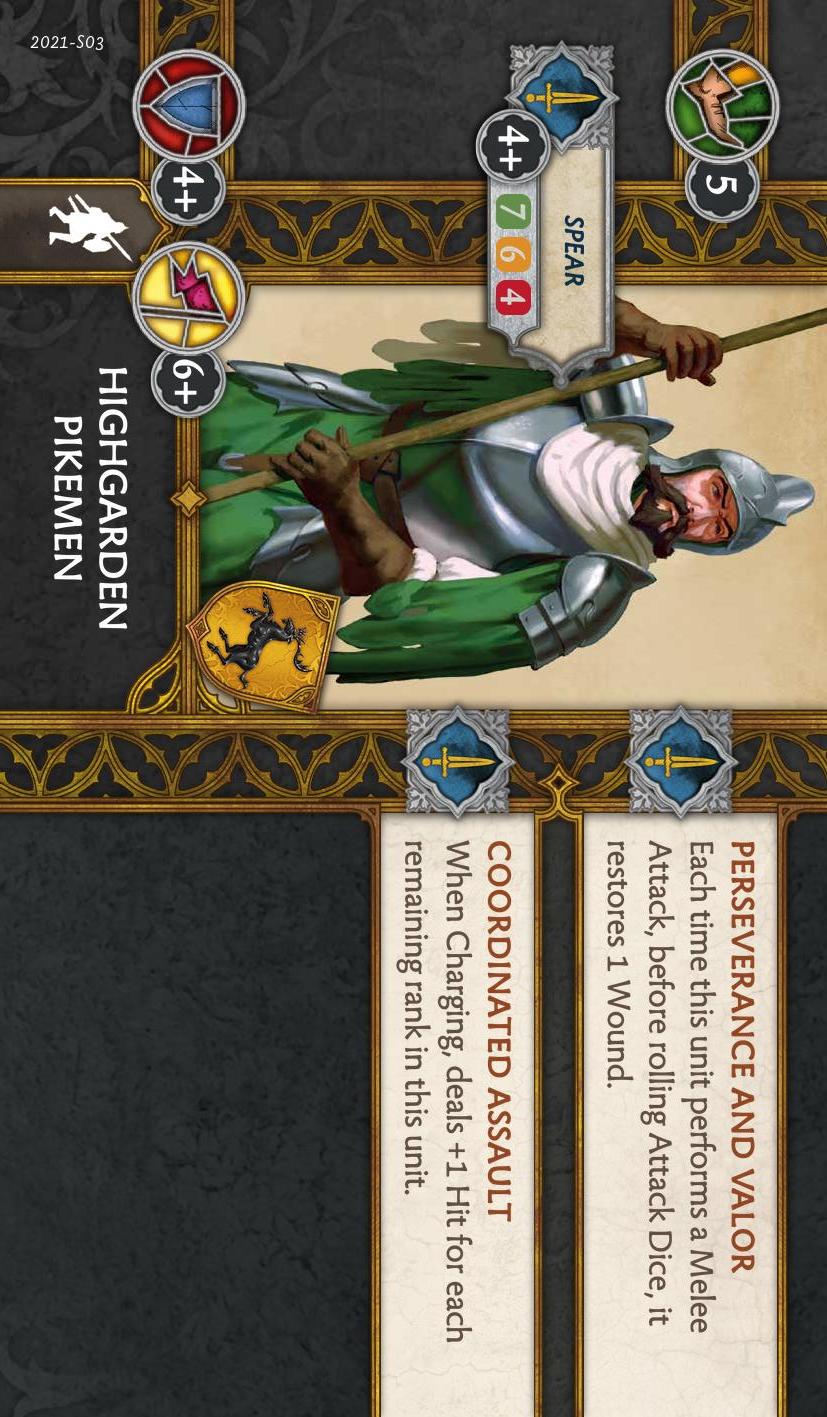 5
SPEAR
4+
7 6 4
4+
6+
HIGHGARDEN
PIKEMEN
PERSEVERANCE AND VALOR
Each time this unit performs a Melee
Attack, before rolling Attack Dice, it
restores 1 Wound.
COORDINATED ASSAULT
When Charging, deals +1 Hit for each
remaining rank in this unit.
2021-S03